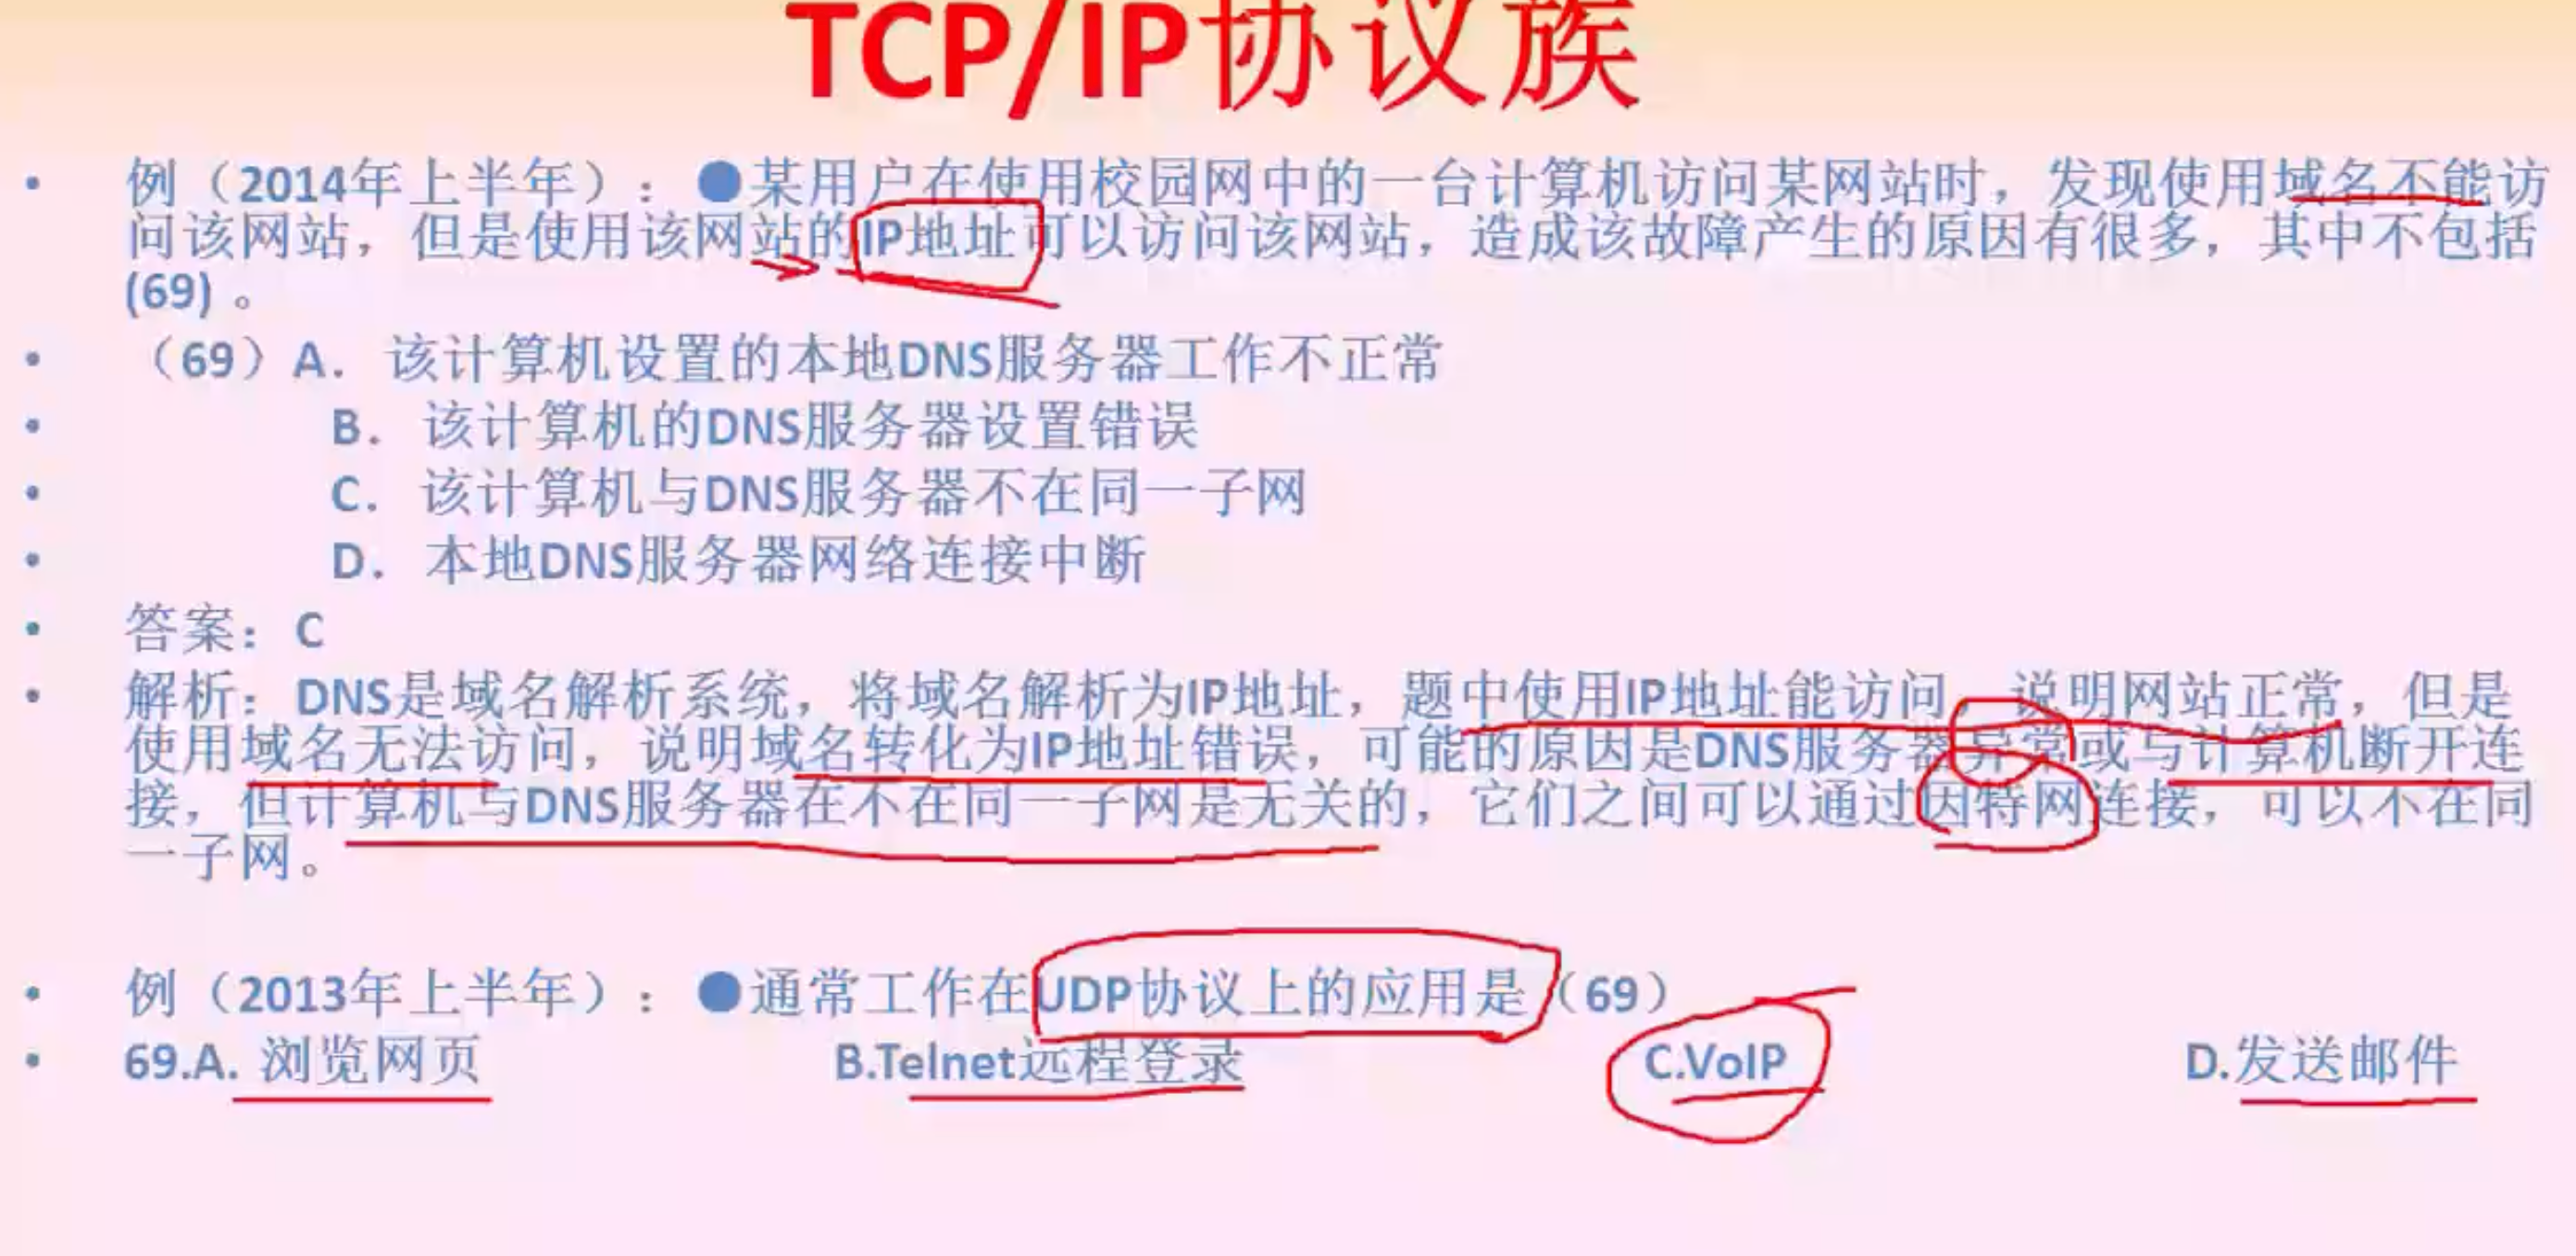 TCP/IP协议族
• 例（2014年上半年）：●某用户在使用校园网中的一台计算机访问某网站时，发现使用域名不能访
问该网站，但是使用该网站的IP地址可以访问该网站，造成该故障产生的原因有很多，其中不包括
(69) 。
• （69）A． 该计算机设置的本地DNS服务器工作不正常
• B． 该计算机的DNS服务器设置错误
• C． 该计算机与DNS服务器不在同一子网
• D． 本地DNS服务器网络连接中断
• 答案：C
• 解析：DNS是域名解析系统，将域名解析为IP地址，题中使用IP地址能访问，说明网站正常，但是
使用域名无法访问，说明域名转化为IP地址错误，可能的原因是DNS服务器异常或与计算机断开连
接，但计算机与DNS服务器在不在同一子网是无关的，它们之间可以通过因特网连接，可以不在同
一子网。
• 例（2013年上半年）：●通常工作在UDP协议上的应用是（69）
• 69.A. 浏览网页 B.Telnet远程登录 C.VoIP D.发送邮件